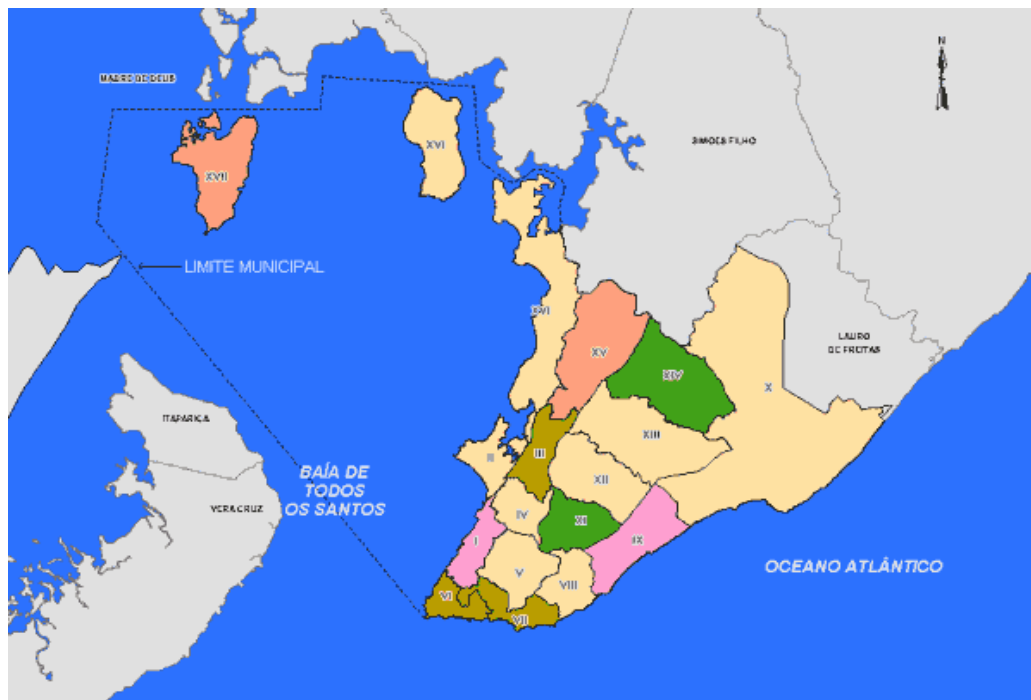 N
MADRE DE DEUS
XVI
SIMÕES FILHO
XVII
LIMITE MUNICIPAL
XVI
LAURO
DE FREITAS
XV
XIV
X
ITAPARICA
XIII
II
III
BAÍA DE
TODOS
OS SANTOS
XII
VERA CRUZ
IV
XI
I
IX
OCEANO ATLÂNTICO
V
VIII
VI
VII